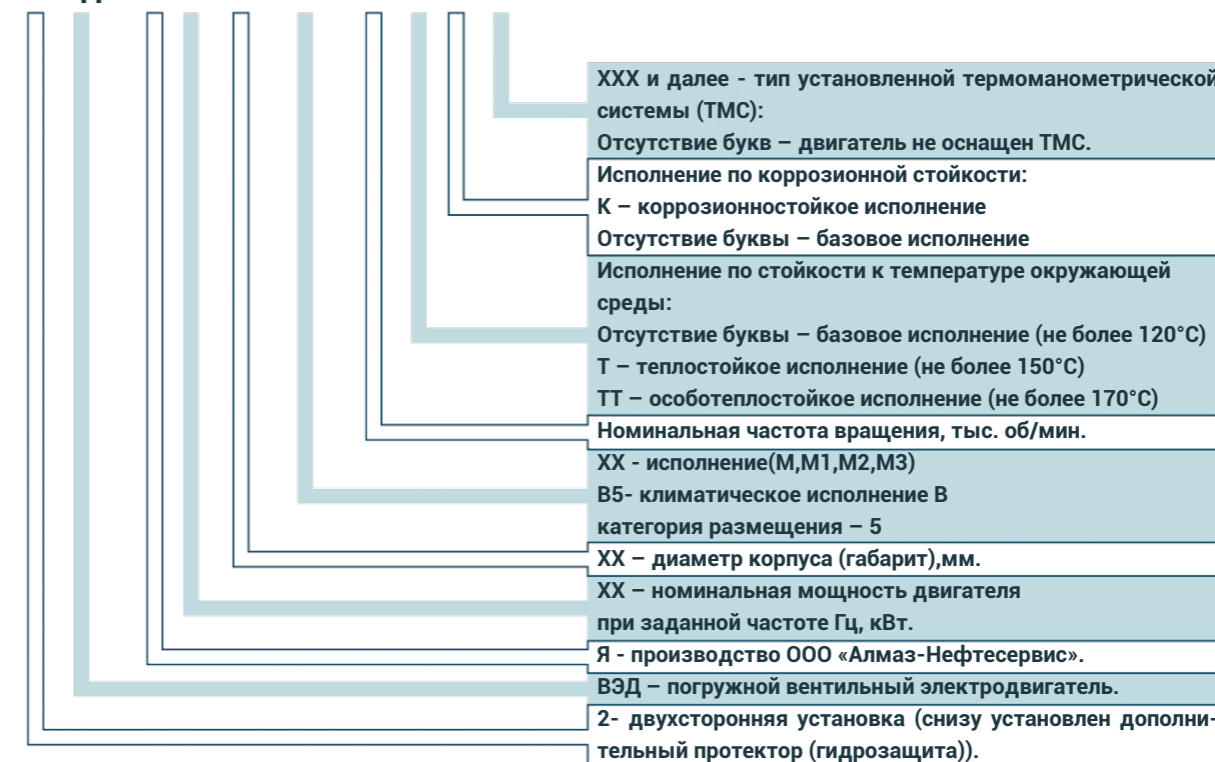 XXX и далее - тип установленной термоманометрической
системы (ТМС):
Отсутствие букв – двигатель не оснащен ТМС.
Исполнение по коррозионной стойкости:
К – коррозионностойкое исполнение
Отсутствие буквы – базовое исполнение
Исполнение по стойкости к температуре окружающей
среды:
Отсутствие буквы – базовое исполнение (не более 120°С)
Т – теплостойкое исполнение (не более 150°С)
ТТ – особотеплостойкое исполнение (не более 170°С)
Номинальная частота вращения, тыс. об/мин.
ХХ - исполнение(М,М1,М2,М3)
В5- климатическое исполнение В
категория размещения – 5
ХХ – диаметр корпуса (габарит),мм.
ХХ – номинальная мощность двигателя
при заданной частоте Гц, кВт.
Я - производство ООО «Алмаз-Нефтесервис».
ВЭД – погружной вентильный электродвигатель.
2- двухсторонняя установка (снизу установлен дополни-
тельный протектор (гидрозащита)).